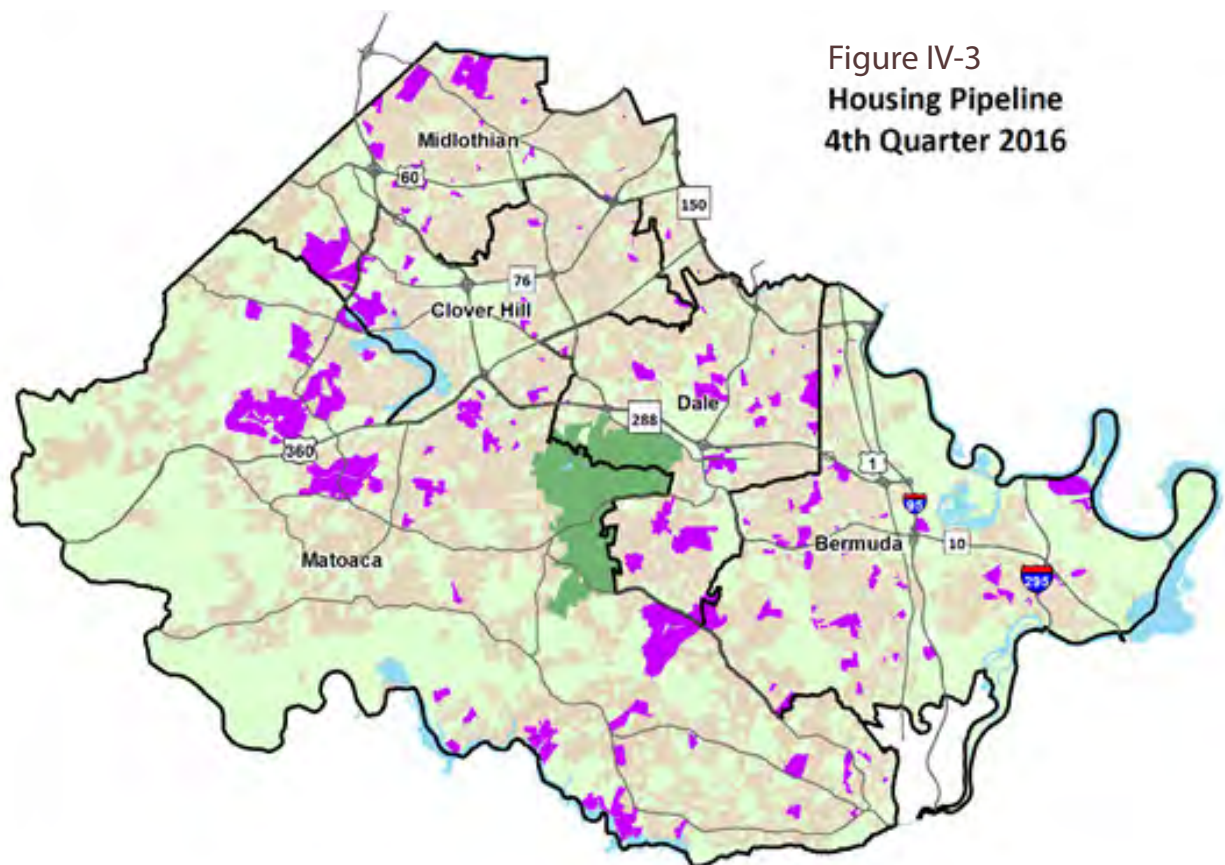 Figure IV-3
Housing Pipeline
4th Quarter 2016
Midlothian
60
150
76
Clover Hill
Dale
288
360
1
95
Bermuda
10
Matoaca
295